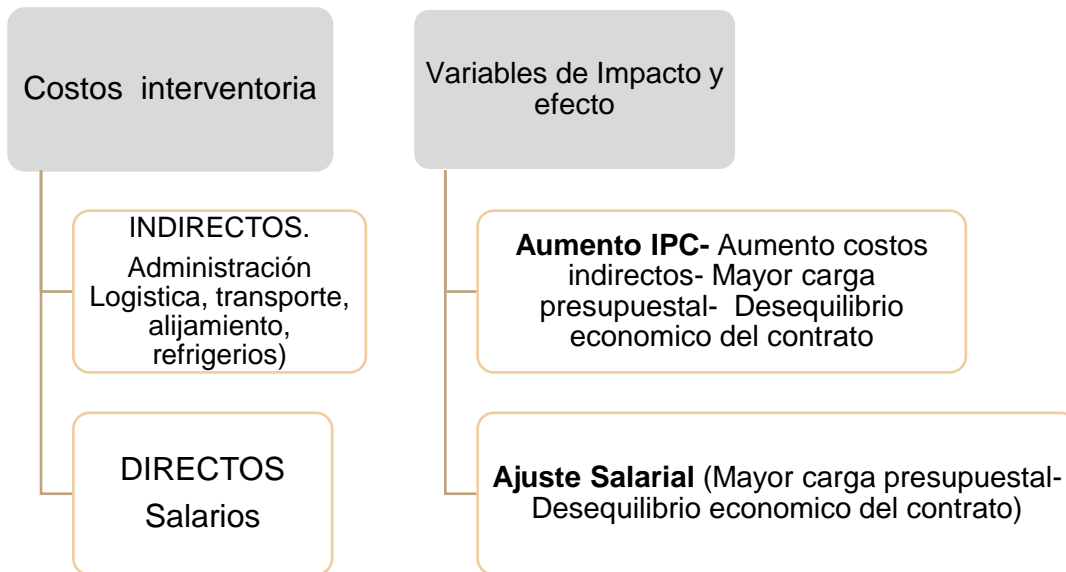 Costos interventoria
INDIRECTOS.
Administración
Logistica, transporte,
alijamiento,
refrigerios)
DIRECTOS
Salarios
Variables de Impacto y
efecto
Aumento IPC- Aumento costos
indirectos- Mayor carga
presupuestal- Desequilibrio
economico del contrato
Ajuste Salarial (Mayor carga presupuestal-
Desequilibrio economico del contrato)